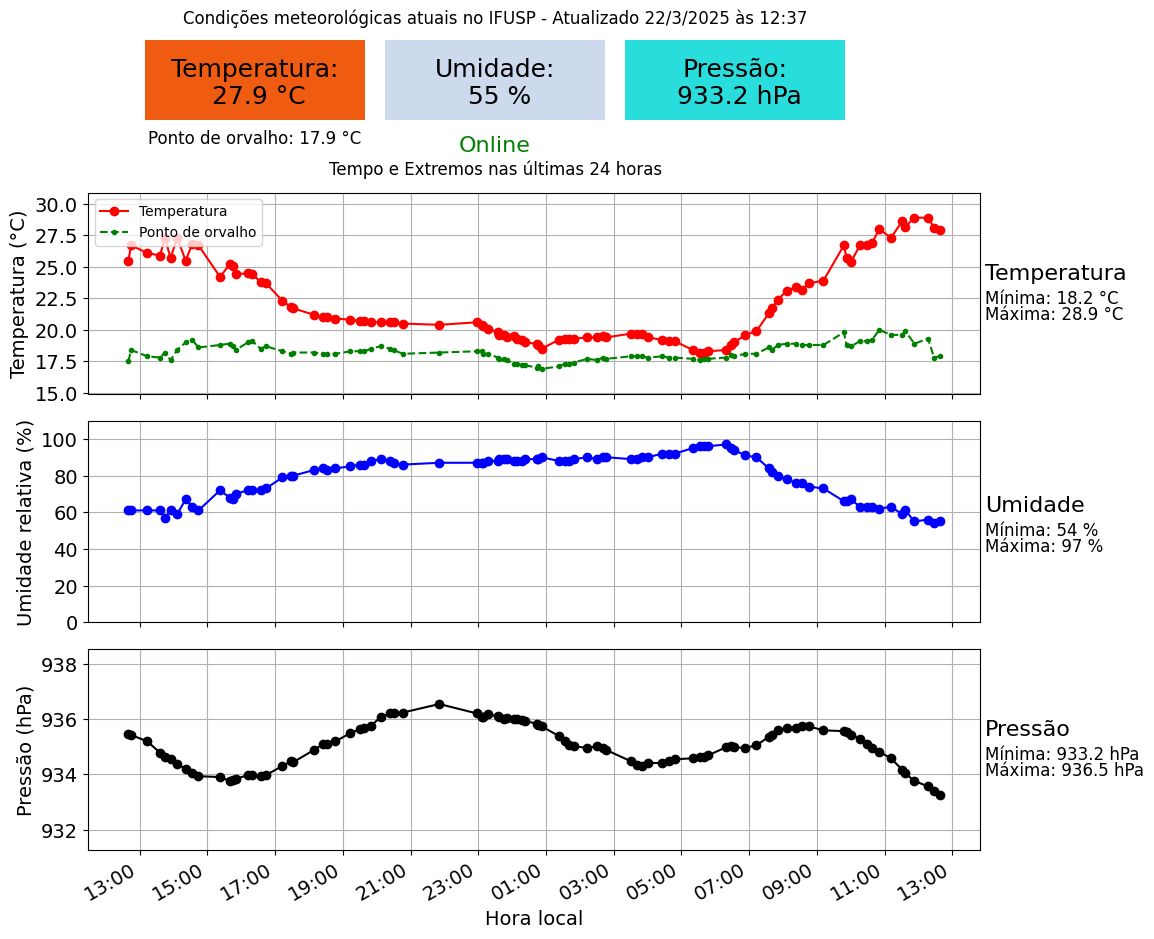 Condições meteorológicas atuais no IFUSP - Atualizado 22/3/2025 às 12:37
Temperatura:
27.9 °C
Umidade:
55 %
Pressão:
933.2 hPa
Ponto de orvalho: 17.9 °C
Online
Tempo e Extremos nas últimas 24 horas
Temperatura (°C)
30.0
27.5
25.0
22.5
20.0
17.5
15.0
Temperatura
Ponto de orvalho
Temperatura
Mínima: 18.2 °C
Máxima: 28.9 °C
Umidade relativa (%)
100
80
60
40
20
0
Umidade
Mínima: 54 %
Máxima: 97 %
Pressão (hPa)
938
936
934
932
Pressão
Mínima: 933.2 hPa
Máxima: 936.5 hPa
13:00
15:00
17:00
19:00
21:00
23:00
01:00
03:00
05:00
07:00
09:00
11:00
13:00
Hora local